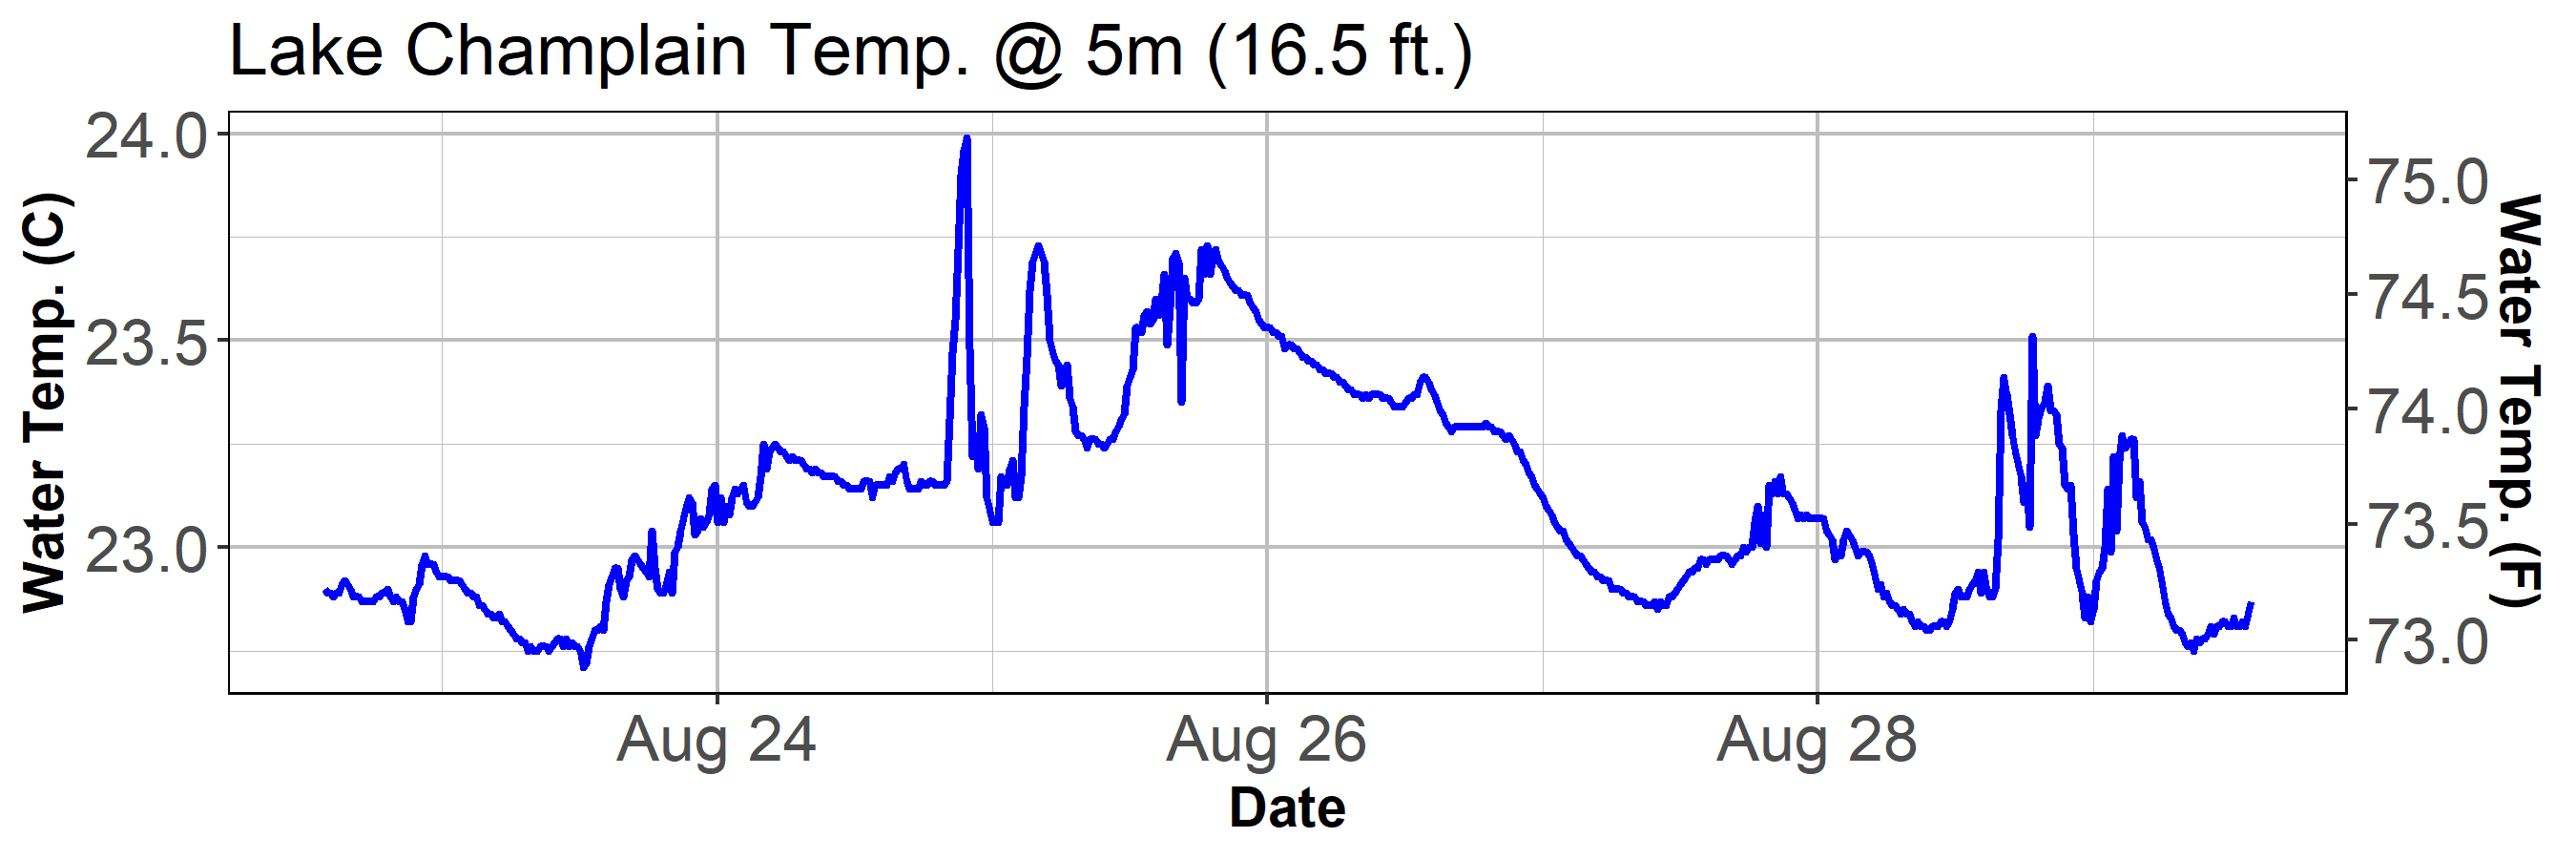 Lake Champlain Temp. @ 5m (16.5 ft.)
Water Temp. (C)
24.0
23.5
23.0
75.0
74.5
74.0
73.5
73.0
Water Temp. (F)
Aug 24 Aug 26 Aug 28
Date